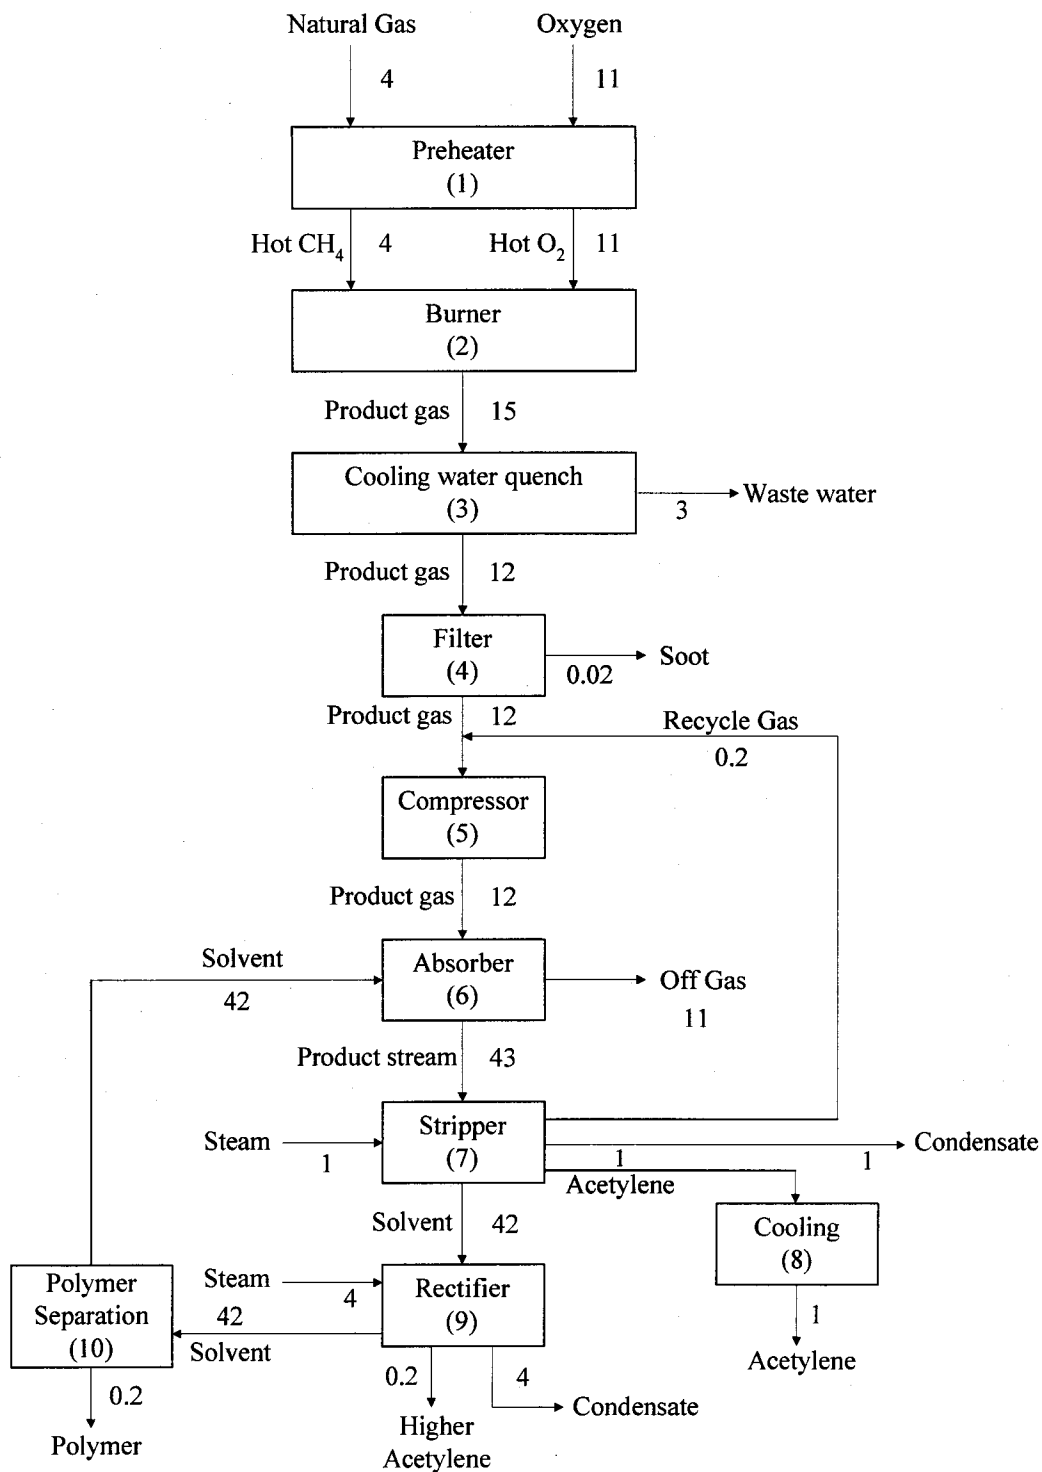 Natural Gas
Oxygen
4
11
Preheater
(1)
Hot CH4
4
Hot O2
11
Burner
(2)
Product gas
15
Cooling water quench
(3)
3
Waste water
Product gas
12
Filter
(4)
0.02
Soot
Product gas
12
Recycle Gas
0.2
Compressor
(5)
Product gas
12
Solvent
42
Absorber
(6)
Off Gas
11
Product stream
43
Steam
1
Stripper
(7)
1
Acetylene
1
Condensate
Solvent
42
Cooling
(8)
1
Acetylene
Steam
4
Rectifier
(9)
42
Solvent
Polymer
Separation
(10)
0.2
Polymer
0.2
Higher
Acetylene
4
Condensate